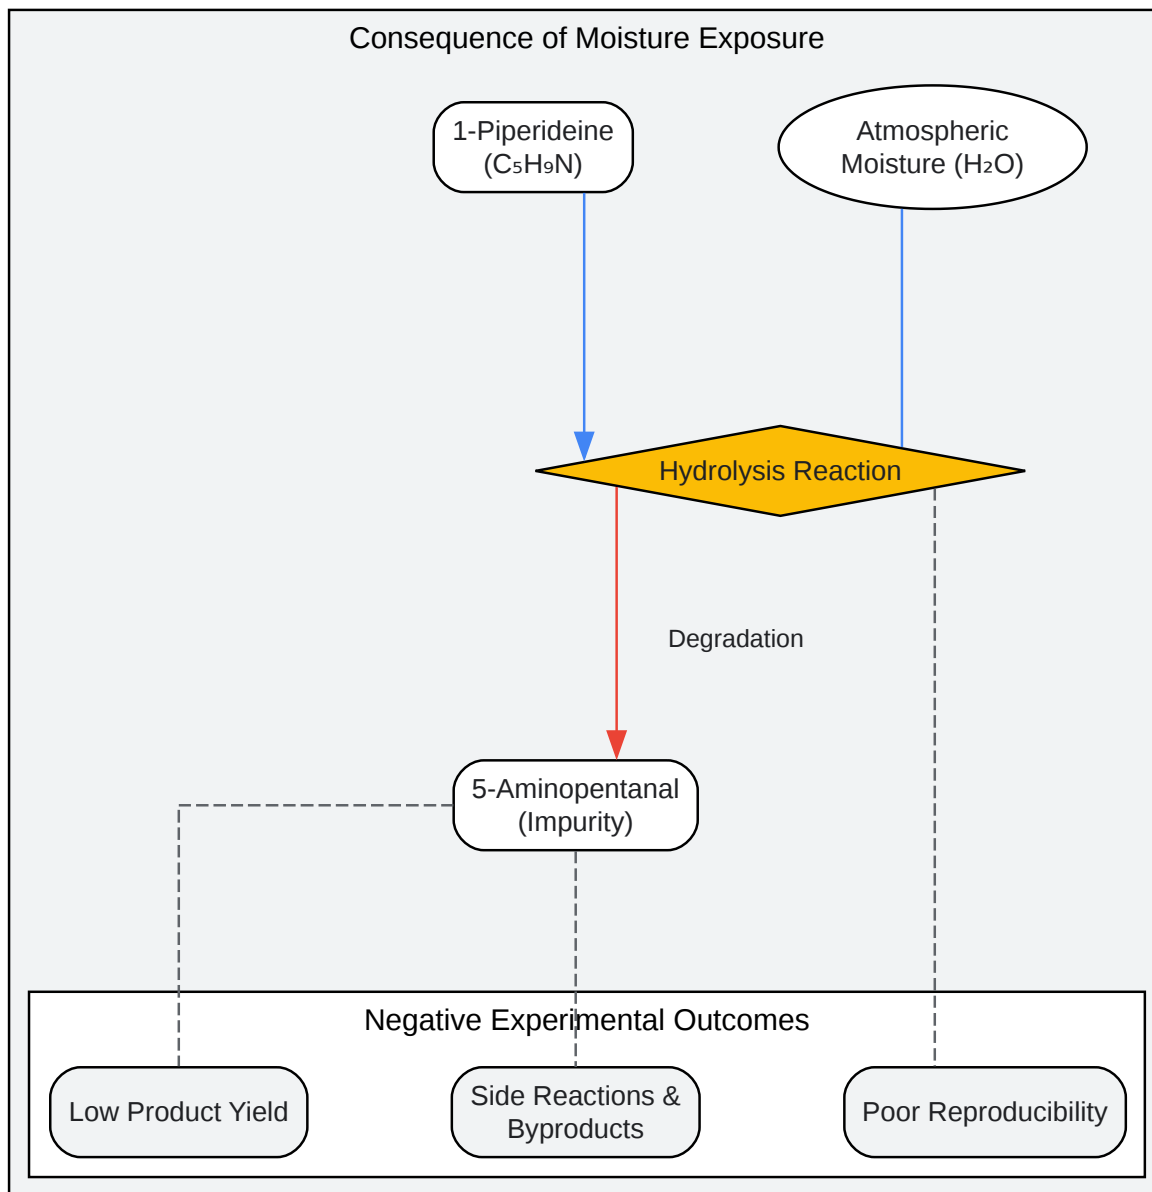 Consequence of Moisture Exposure
1-Piperideine
(C₅H₉N)
Atmospheric
Moisture (H₂O)
Hydrolysis Reaction
Degradation
5-Aminopentanal
(Impurity)
Negative Experimental Outcomes
Low Product Yield
Side Reactions &
Byproducts
Poor Reproducibility